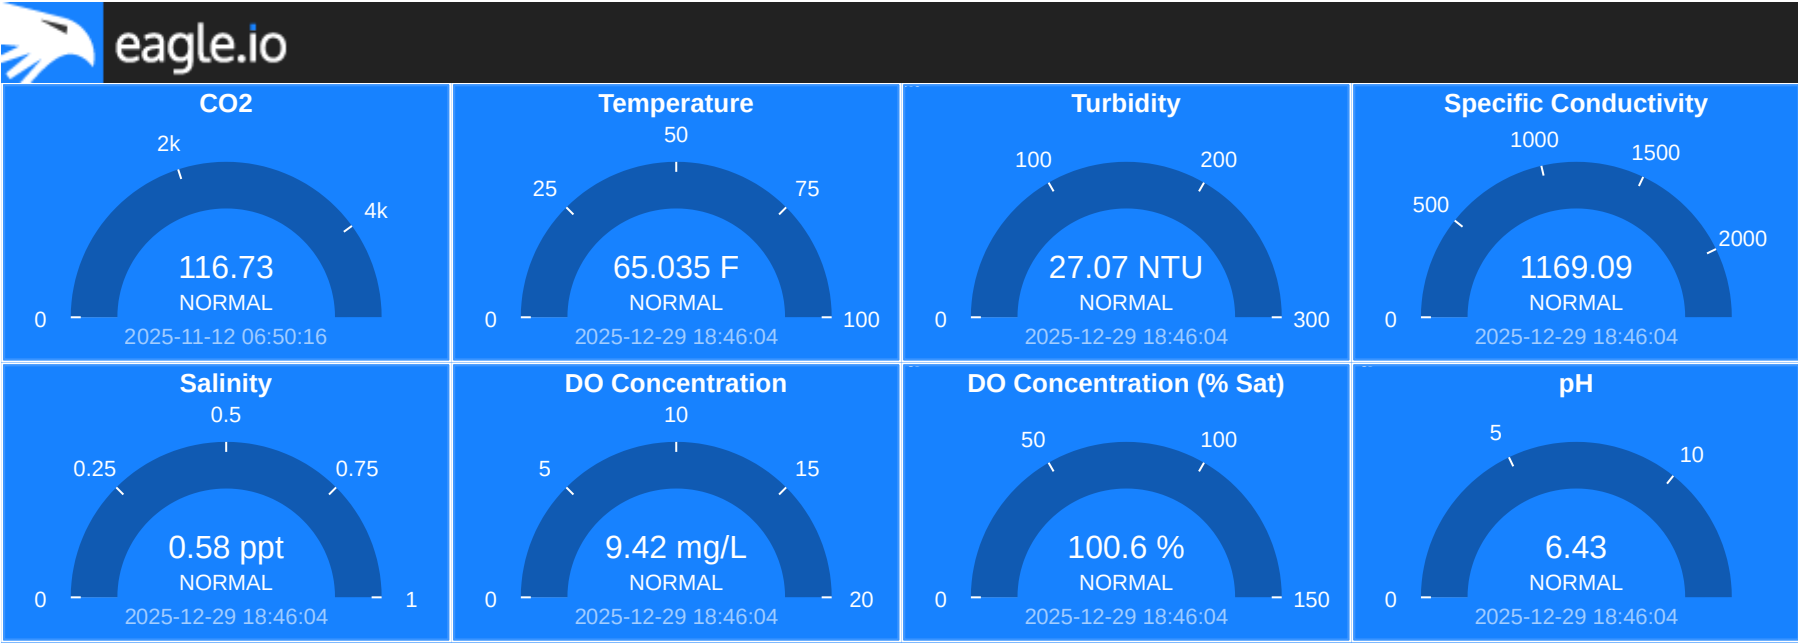 eagle.io
CO2
2k
4k
116.73
NORMAL
0
2025-11-12 06:50:16
Temperature
50
25
75
65.035 F
NORMAL
0
100
2025-12-29 18:46:04
Turbidity
100
200
27.07 NTU
NORMAL
0
300
2025-12-29 18:46:04
Specific Conductivity
1000
1500
500
2000
1169.09
NORMAL
0
2025-12-29 18:46:04
Salinity
0.5
0.25
0.75
0.58 ppt
NORMAL
0
1
2025-12-29 18:46:04
DO Concentration
10
5
15
9.42 mg/L
NORMAL
0
20
2025-12-29 18:46:04
DO Concentration (% Sat)
50
100
100.6 %
NORMAL
0
150
2025-12-29 18:46:04
pH
5
10
6.43
NORMAL
0
2025-12-29 18:46:04